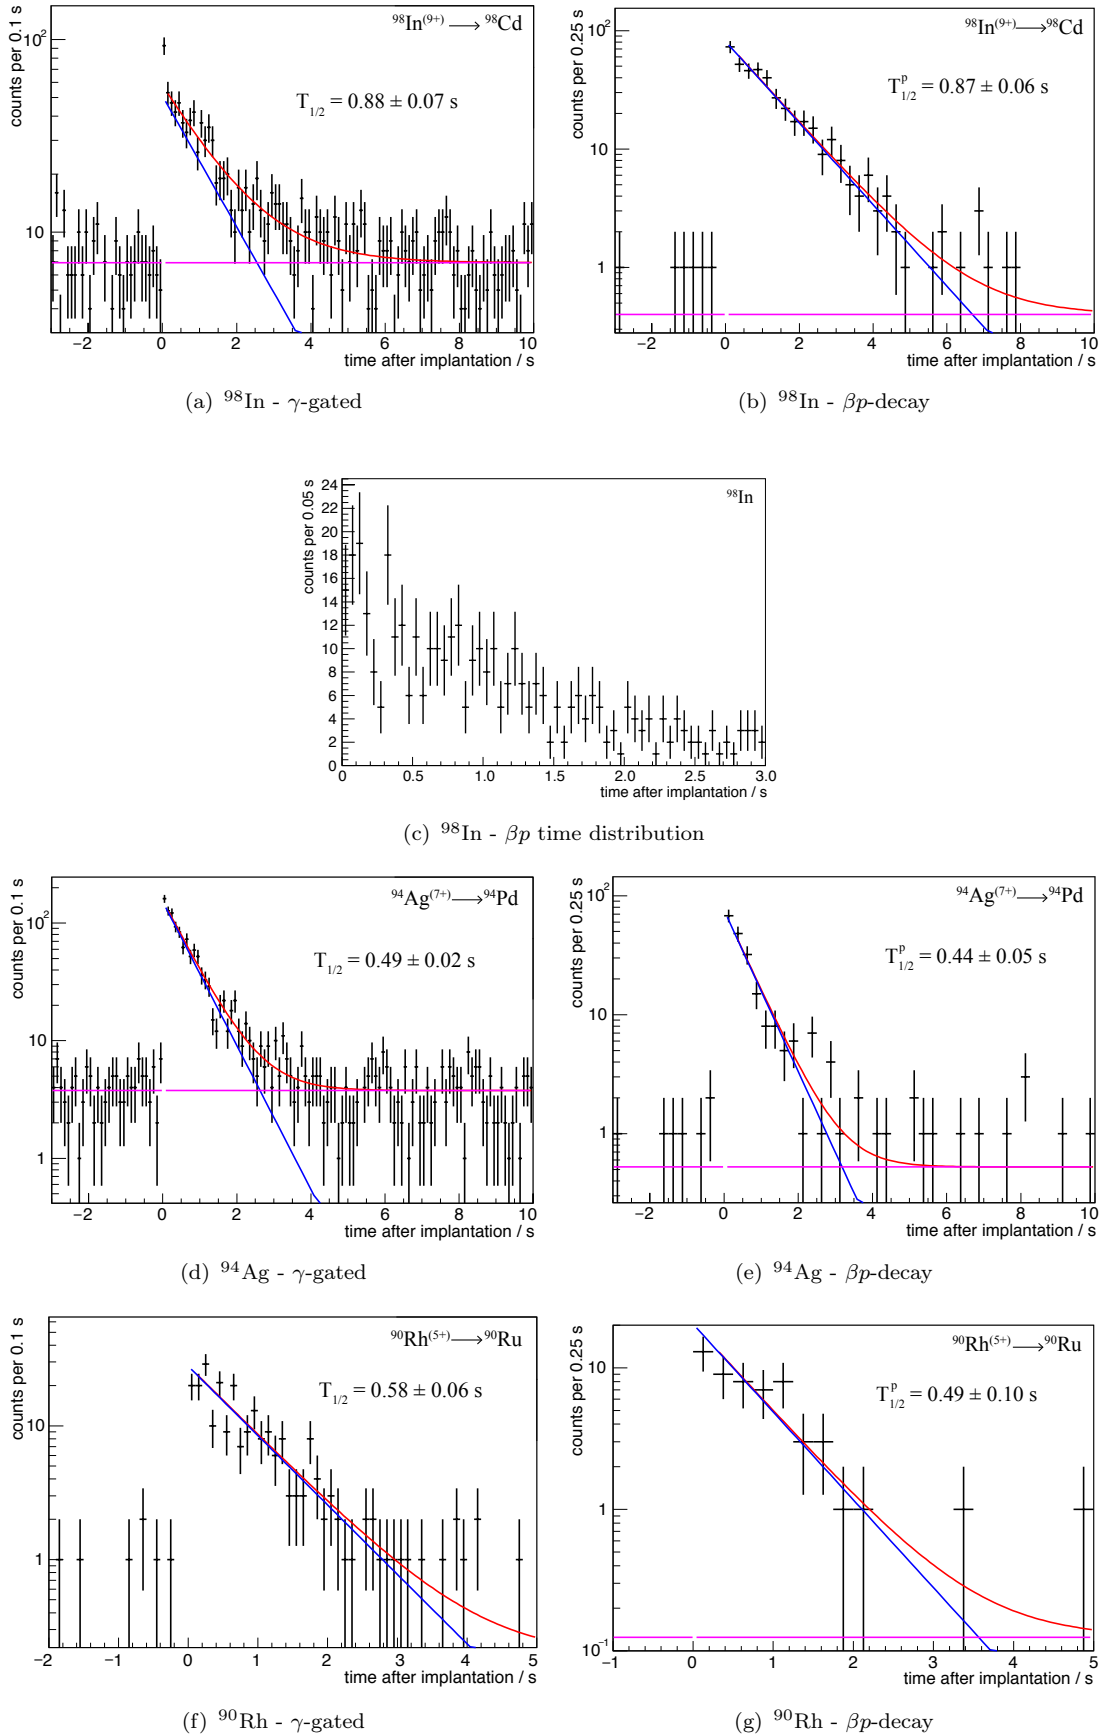 counts per 0.1 s
10²
10
⁹⁸In⁽⁹⁺⁾ ⟶ ⁹⁸Cd
T₁/₂ = 0.88 ± 0.07 s
−2 0 2 4 6 8 10
time after implantation / s
(a) ⁹⁸In - γ-gated
counts per 0.25 s
10²
10
1
⁹⁸In⁽⁹⁺⁾ ⟶ ⁹⁸Cd
Tᵖ₁/₂ = 0.87 ± 0.06 s
−2 0 2 4 6 8 10
time after implantation / s
(b) ⁹⁸In - βp-decay
counts per 0.05 s
24
22
20
18
16
14
12
10
8
6
4
2
0
⁹⁸In
0 0.5 1.0 1.5 2.0 2.5 3.0
time after implantation / s
(c) ⁹⁸In - βp time distribution
counts per 0.1 s
10²
10
1
⁹⁴Ag⁽⁷⁺⁾ ⟶ ⁹⁴Pd
T₁/₂ = 0.49 ± 0.02 s
−2 0 2 4 6 8 10
time after implantation / s
(d) ⁹⁴Ag - γ-gated
counts per 0.25 s
10²
10
1
⁹⁴Ag⁽⁷⁺⁾ ⟶ ⁹⁴Pd
Tᵖ₁/₂ = 0.44 ± 0.05 s
−2 0 2 4 6 8 10
time after implantation / s
(e) ⁹⁴Ag - βp-decay
counts per 0.1 s
10
1
⁹⁰Rh⁽⁵⁺⁾ ⟶ ⁹⁰Ru
T₁/₂ = 0.58 ± 0.06 s
−2 −1 0 1 2 3 4 5
time after implantation / s
(f) ⁹⁰Rh - γ-gated
counts per 0.25 s
10
1
10⁻¹
⁹⁰Rh⁽⁵⁺⁾ ⟶ ⁹⁰Ru
Tᵖ₁/₂ = 0.49 ± 0.10 s
−1 0 1 2 3 4 5
time after implantation / s
(g) ⁹⁰Rh - βp-decay